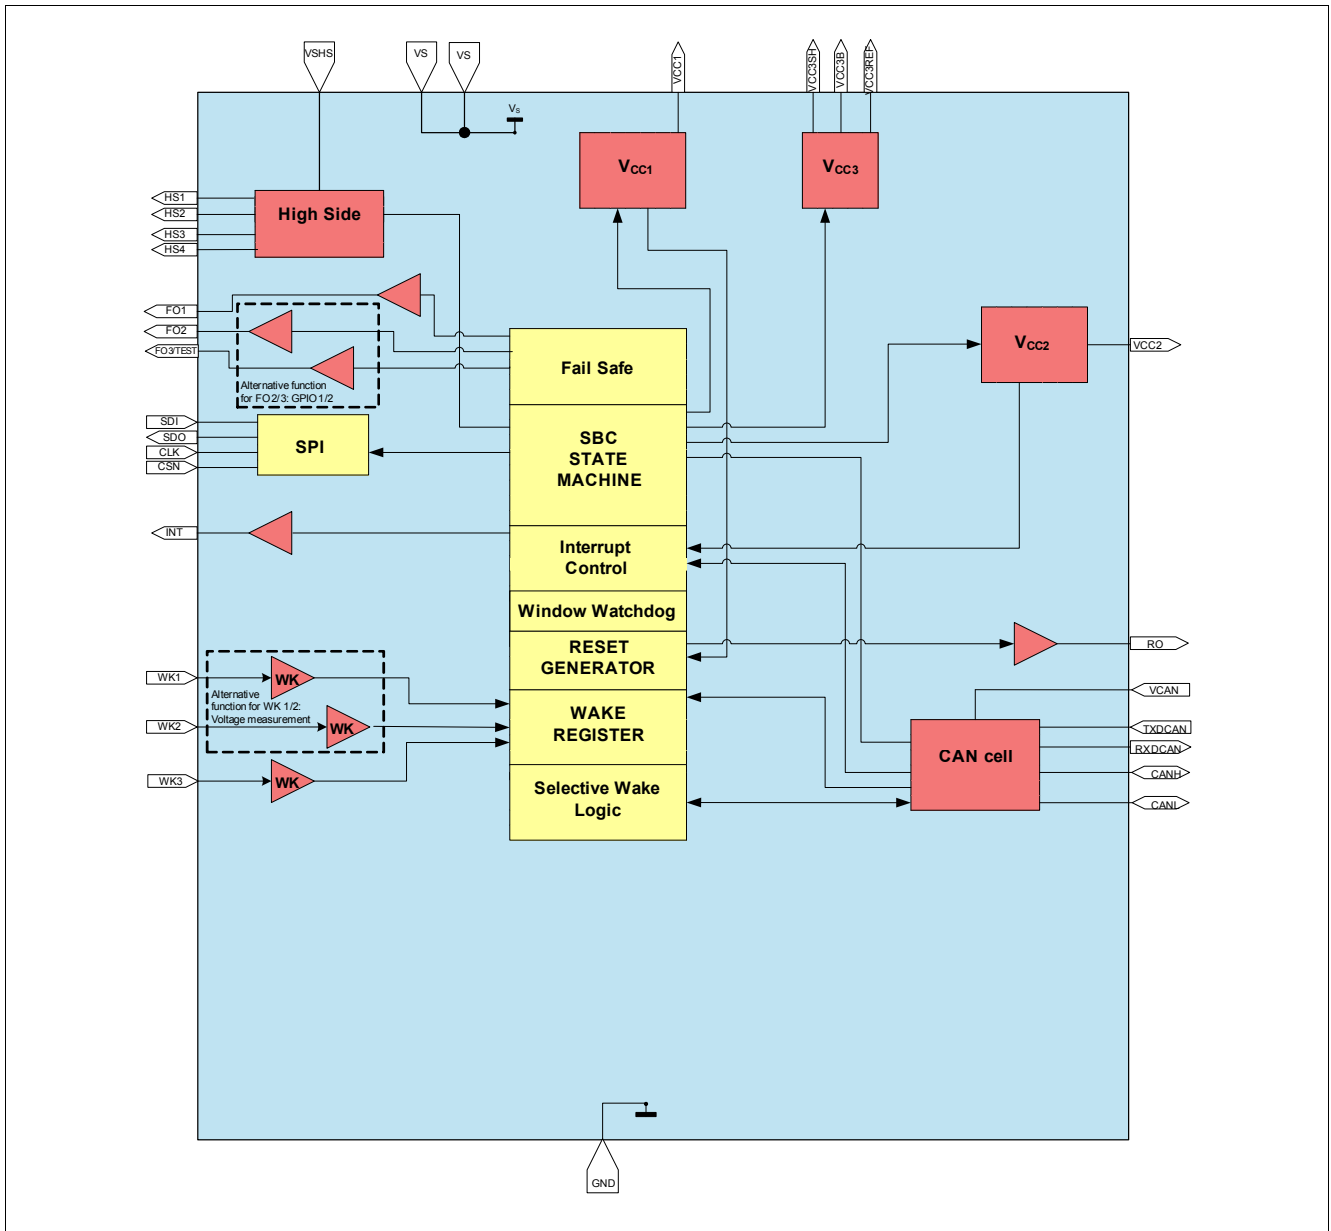 VSHS
VS
VS
VCC1
VCC3SH
VCC3B
VCC3REF
Vs
VCC1
VCC3
HS1
HS2
HS3
HS4
High Side
FO1
FO2
FO3/TEST
Alternative function
for FO2/3: GPIO1/2
Fail Safe
VCC2
VCC2
SDI
SDO
CLK
CSN
SPI
SBC
STATE
MACHINE
INT
Interrupt
Control
Window Watchdog
RESET
GENERATOR
RO
WK1
WK
Alternative
function for WK 1/2:
Voltage measurement
WK2
WK
WK3
WK
WAKE
REGISTER
Selective Wake
Logic
VCAN
TXDCAN
RXDCAN
CANH
CANL
CAN cell
GND